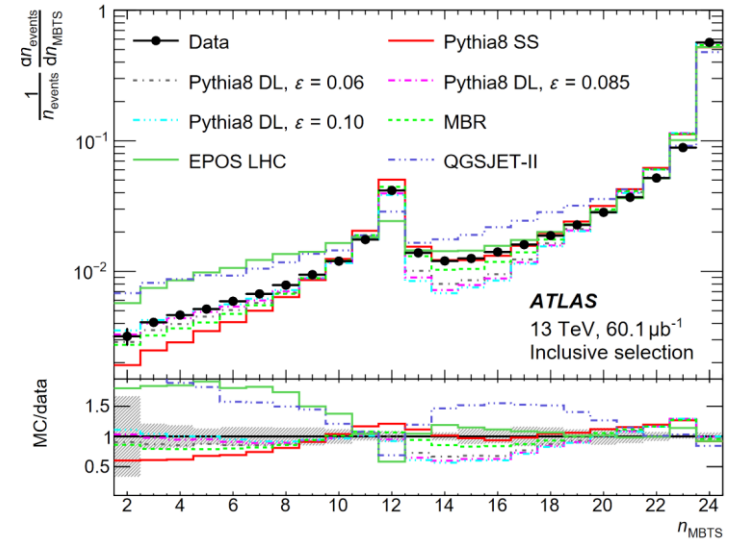 1 dn_events
n_events dn_MBTS
1
10⁻¹
10⁻²
Data
Pythia8 SS
Pythia8 DL, ε = 0.06
Pythia8 DL, ε = 0.085
Pythia8 DL, ε = 0.10
MBR
EPOS LHC
QGSJET-II
ATLAS
13 TeV, 60.1 μb⁻¹
Inclusive selection
MC/data
1.5
1
0.5
2 4 6 8 10 12 14 16 18 20 22 24
n_MBTS